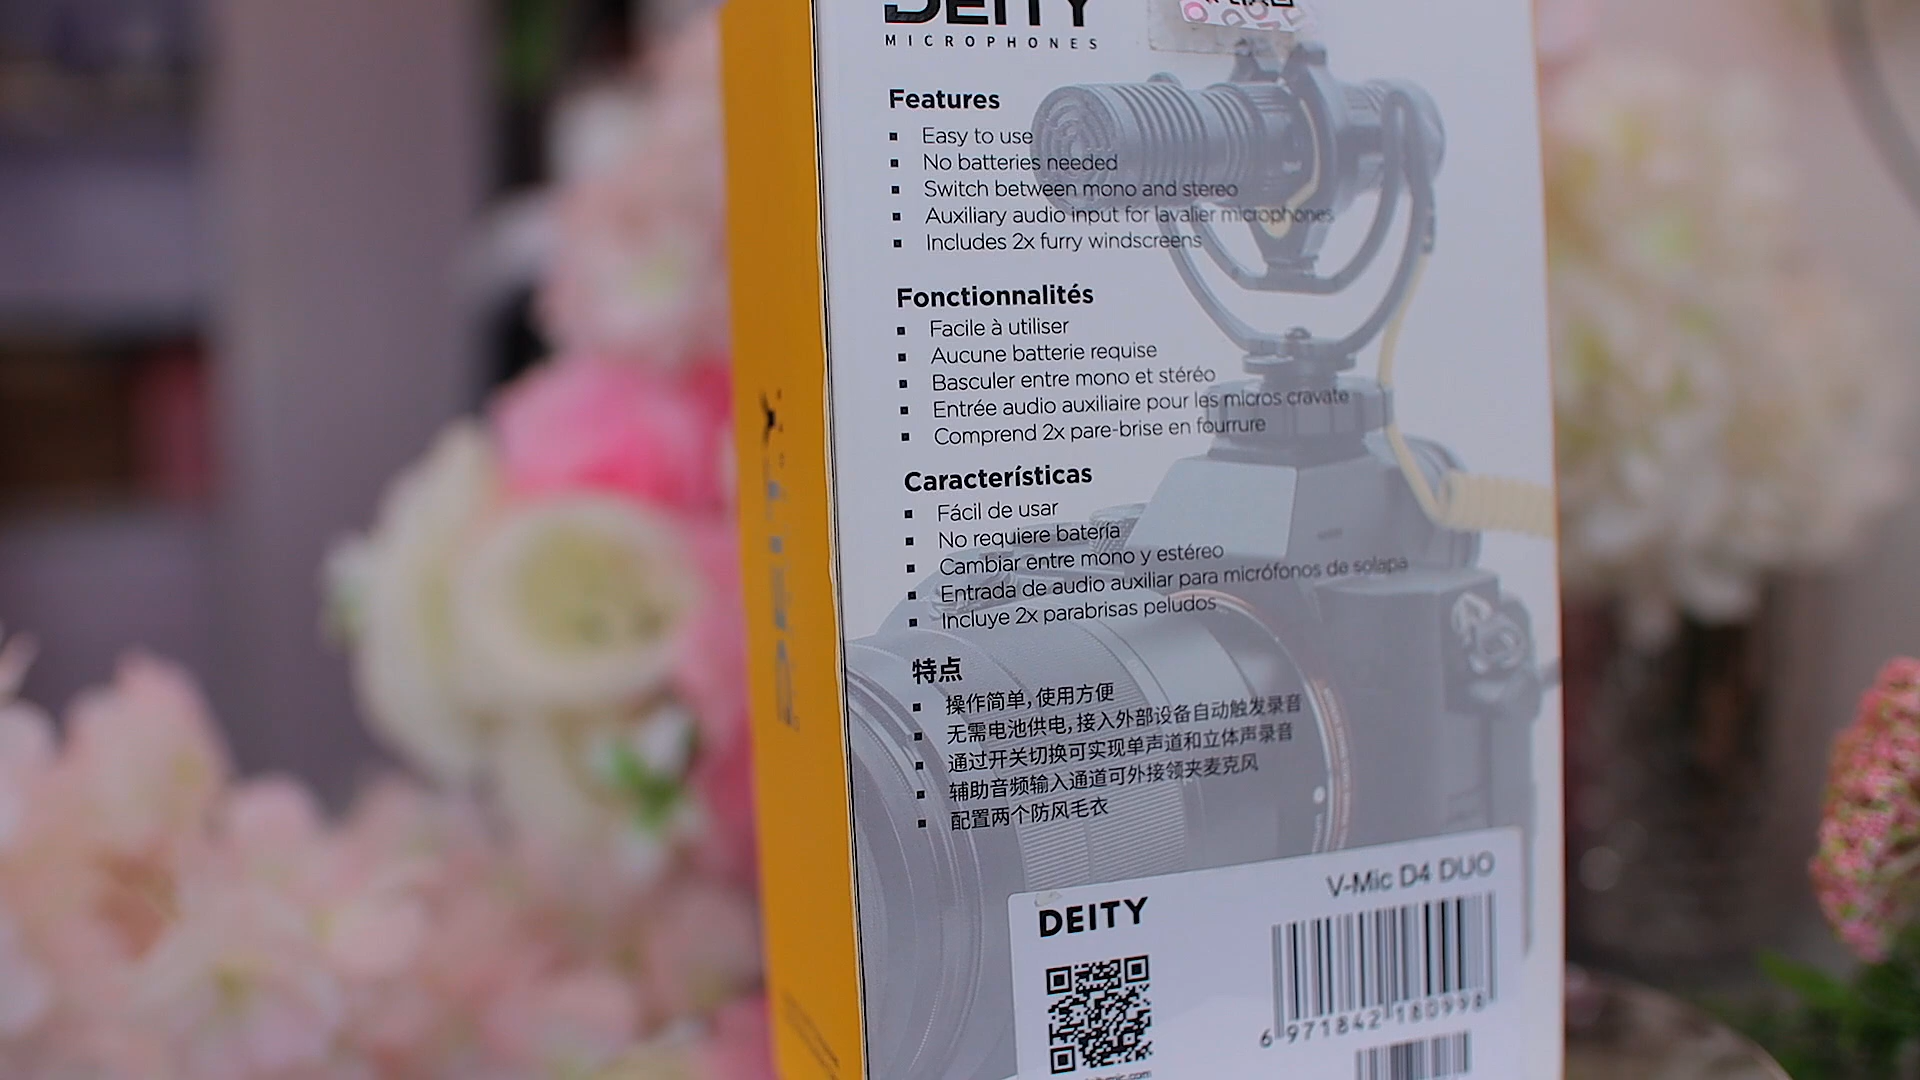 DEITY
MICROPHONES
Features
Easy to use
No batteries needed
Switch between mono and stereo
Auxiliary audio input for lavalier microphones
Includes 2x furry windscreens
Fonctionnalités
Facile à utiliser
Aucune batterie requise
Basculer entre mono et stéréo
Entrée audio auxiliaire pour les micros cravate
Comprend 2x pare-brise en fourrure
Características
Fácil de usar
No requiere batería
Cambiar entre mono y estéreo
Entrada de audio auxiliar para micrófonos de solapa
Incluye 2x parabrisas peludos
特点
操作简单，使用方便
无需电池供电，接入外部设备自动触发录音
通过开关切换可实现单声道和立体声录音
辅助音频输入通道可外接领夹麦克风
配置两个防风毛衣
V-Mic D4 DUO
DEITY
6 971842 180998